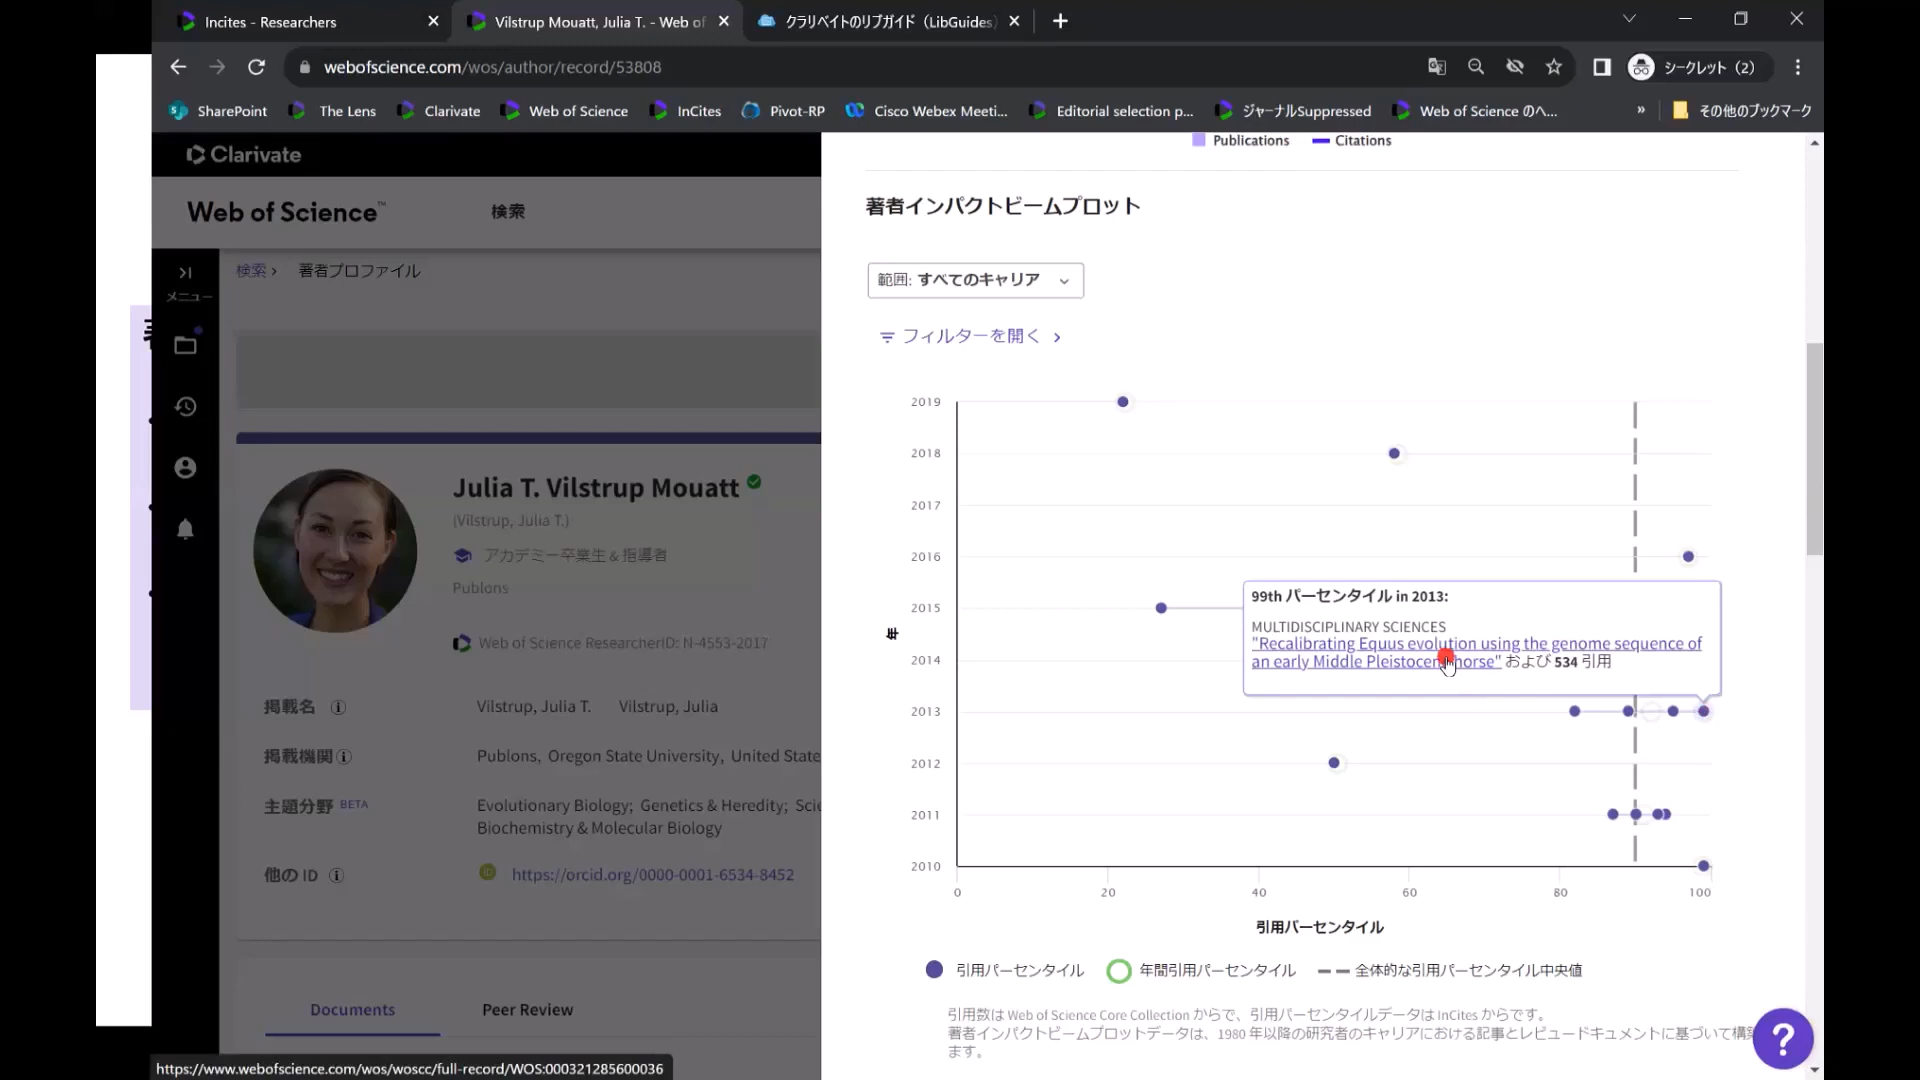 Incites - Researchers
Vilstrup Mouatt, Julia T. - Web of
クラリベイトのリブガイド（LibGuides）
webofscience.com/wos/author/record/53808
シークレット（2）
SharePoint
The Lens
Clarivate
Web of Science
InCites
Pivot-RP
Cisco Webex Meeti...
Editorial selection p...
ジャーナルSuppressed
Web of Science のヘ...
»
その他のブックマーク
Clarivate
Web of Science™
検索
メニュー
検索 ›
著者プロファイル
Julia T. Vilstrup Mouatt
(Vilstrup, Julia T.)
アカデミー卒業生 & 指導者
Publons
Web of Science ResearcherID: N-4553-2017
掲載名
Vilstrup, Julia T. Vilstrup, Julia
掲載機関
Publons, Oregon State University, United State
主題分野 BETA
Evolutionary Biology; Genetics & Heredity; Scie
Biochemistry & Molecular Biology
他の ID
https://orcid.org/0000-0001-6534-8452
Documents
Peer Review
Publications
Citations
著者インパクトビームプロット
範囲: すべてのキャリア
フィルターを開く ›
2019
2018
2017
2016
2015
2014
2013
2012
2011
2010
年
99th パーセンタイル in 2013:
MULTIDISCIPLINARY SCIENCES
"Recalibrating Equus evolution using the genome sequence of
an early Middle Pleistocene horse" および 534 引用
0
20
40
60
80
100
引用パーセンタイル
引用パーセンタイル
年間引用パーセンタイル
全体的な引用パーセンタイル中央値
引用数は Web of Science Core Collection からで、引用パーセンタイルデータは InCites からです。
著者インパクトビームプロットデータは、1980 年以降の研究者のキャリアにおける記事とレビュードキュメントに基づいて構築
ます。
?
https://www.webofscience.com/wos/woscc/full-record/WOS:000321285600036